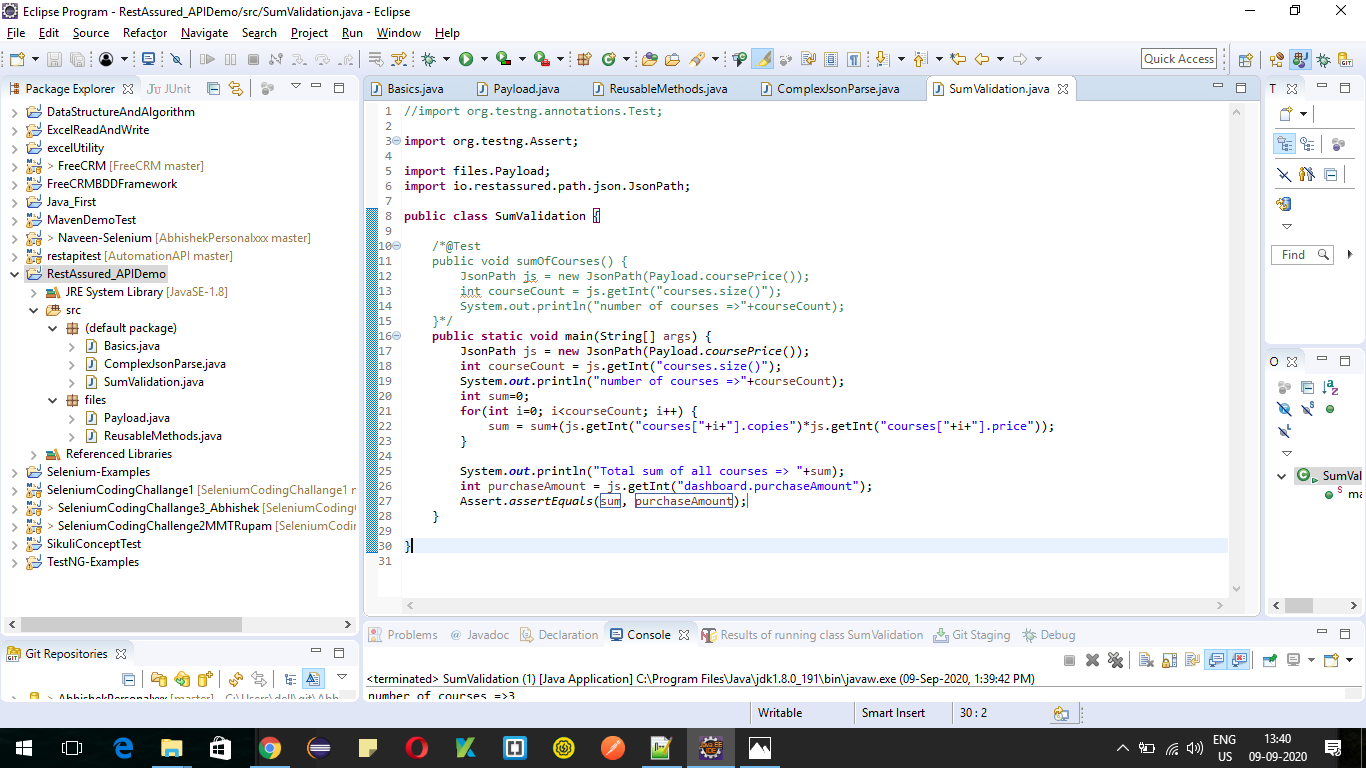 Eclipse Program - RestAssured_APIDemo/src/SumValidation.java - Eclipse
File Edit Source Refactor Navigate Search Project Run Window Help
Quick Access
Package Explorer JUnit
DataStructureAndAlgorithm
ExcelReadAndWrite
excelUtility
> FreeCRM [FreeCRM master]
FreeCRMBDDFramework
Java_First
MavenDemoTest
> Naveen-Selenium [AbhishekPersonalxxx master]
restapitest [AutomationAPI master]
RestAssured_APIDemo
JRE System Library [JavaSE-1.8]
src
(default package)
Basics.java
ComplexJsonParse.java
SumValidation.java
files
Payload.java
ReusableMethods.java
Referenced Libraries
Selenium-Examples
SeleniumCodingChallange1 [SeleniumCodingChallange1 r
> SeleniumCodingChallange3_Abhishek [SeleniumCoding
> SeleniumCodingChallenge2MMTRupam [SeleniumCodin
SikuliConceptTest
TestNG-Examples
Git Repositories
> AbhishekPersonalxx [master] - C:\Users\dell\git\Abh
Basics.java Payload.java ReusableMethods.java ComplexJsonParse.java SumValidation.java
1 //import org.testng.annotations.Test;
2
3 import org.testng.Assert;
4
5 import files.Payload;
6 import io.restassured.path.json.JsonPath;
7
8 public class SumValidation {
9
10 /*@Test
11 public void sumOfCourses() {
12 JsonPath js = new JsonPath(Payload.coursePrice());
13 int courseCount = js.getInt("courses.size()");
14 System.out.println("number of courses =>"+courseCount);
15 }*/
16 public static void main(String[] args) {
17 JsonPath js = new JsonPath(Payload.coursePrice());
18 int courseCount = js.getInt("courses.size()");
19 System.out.println("number of courses =>"+courseCount);
20 int sum=0;
21 for(int i=0; i<courseCount; i++) {
22 sum = sum+(js.getInt("courses["+i+"].copies")*js.getInt("courses["+i+"].price"));
23 }
24
25 System.out.println("Total sum of all courses => "+sum);
26 int purchaseAmount = js.getInt("dashboard.purchaseAmount");
27 Assert.assertEquals(sum, purchaseAmount);
28 }
29
30 }
31
T
Find
O
SumVal
ma
Problems @ Javadoc Declaration Console Results of running class SumValidation Git Staging Debug
<terminated> SumValidation (1) [Java Application] C:\Program Files\Java\jdk1.8.0_191\bin\javaw.exe (09-Sep-2020, 1:39:42 PM)
number of courses =>3
Writable Smart Insert 30 : 2
ENG
US
13:40
09-09-2020